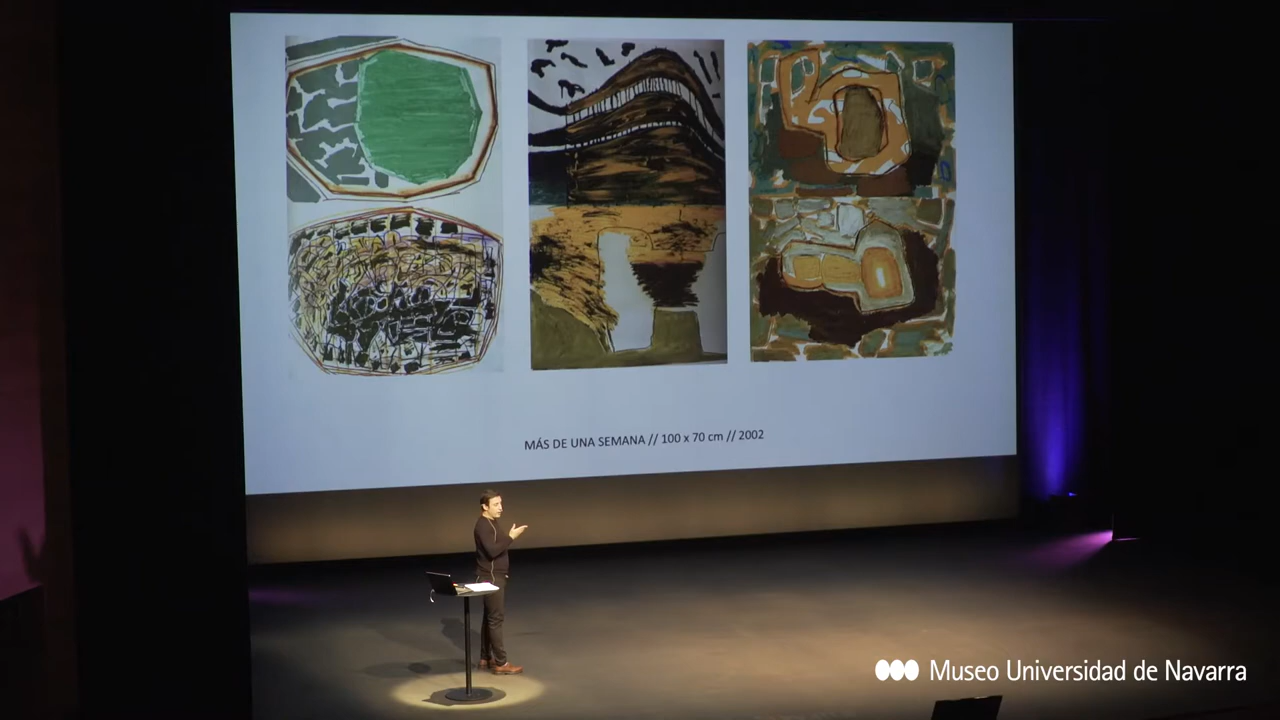 MÁS DE UNA SEMANA // 100 x 70 cm // 2002
Museo Universidad de Navarra